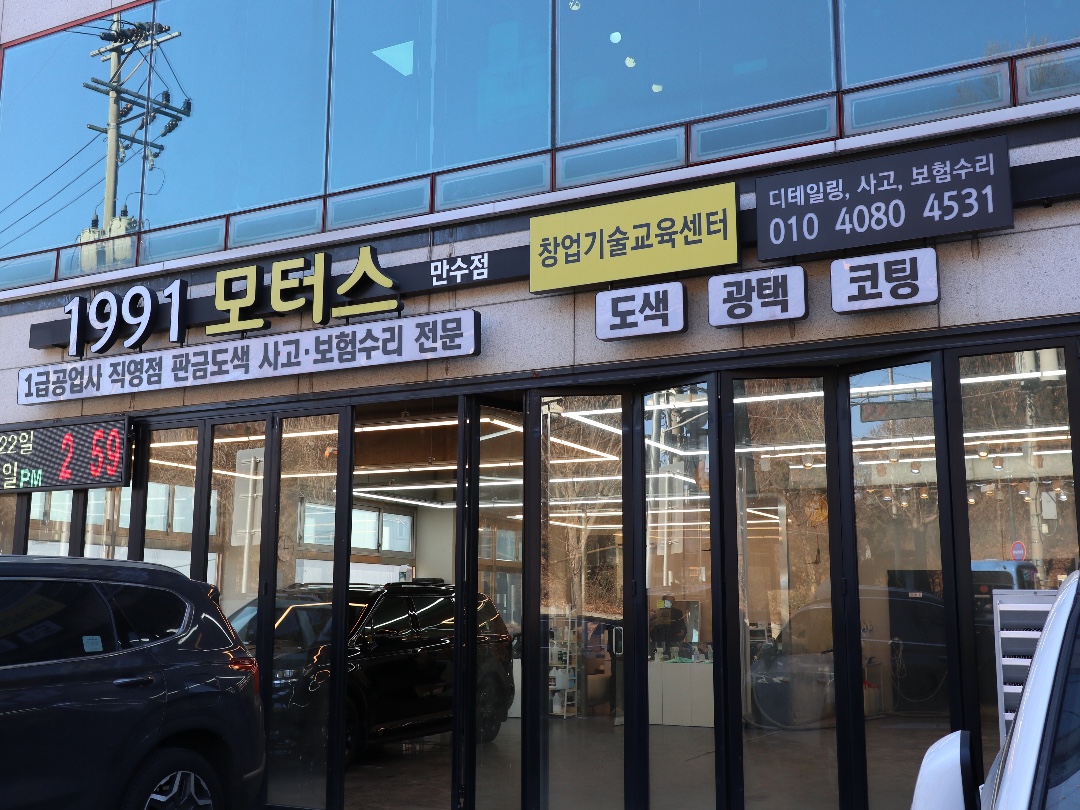 디테일링, 사고, 보험수리
010 4080 4531
창업기술교육센터
1991 모터스 만수점
도색 광택 코팅
1급공업사 직영점 판금도색 사고·보험수리 전문
22일
일 PM 2 59